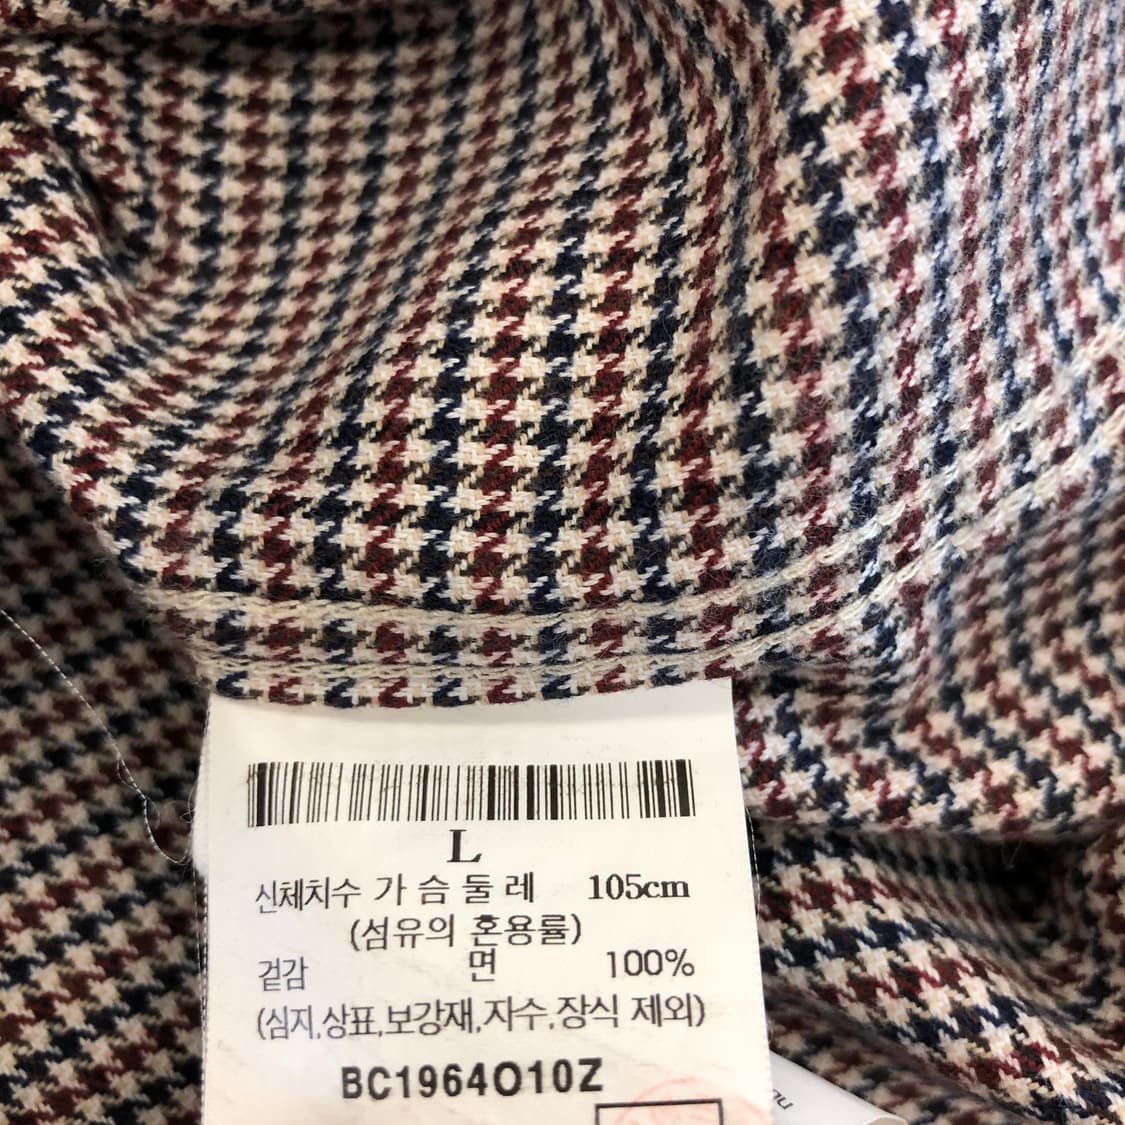 L
신체치수 가 슴 둘 레 105cm
(섬유의 혼용률)
겉감 면 100%
(심지,상표,보강재,자수,장식 제외)
BC1964O10Z